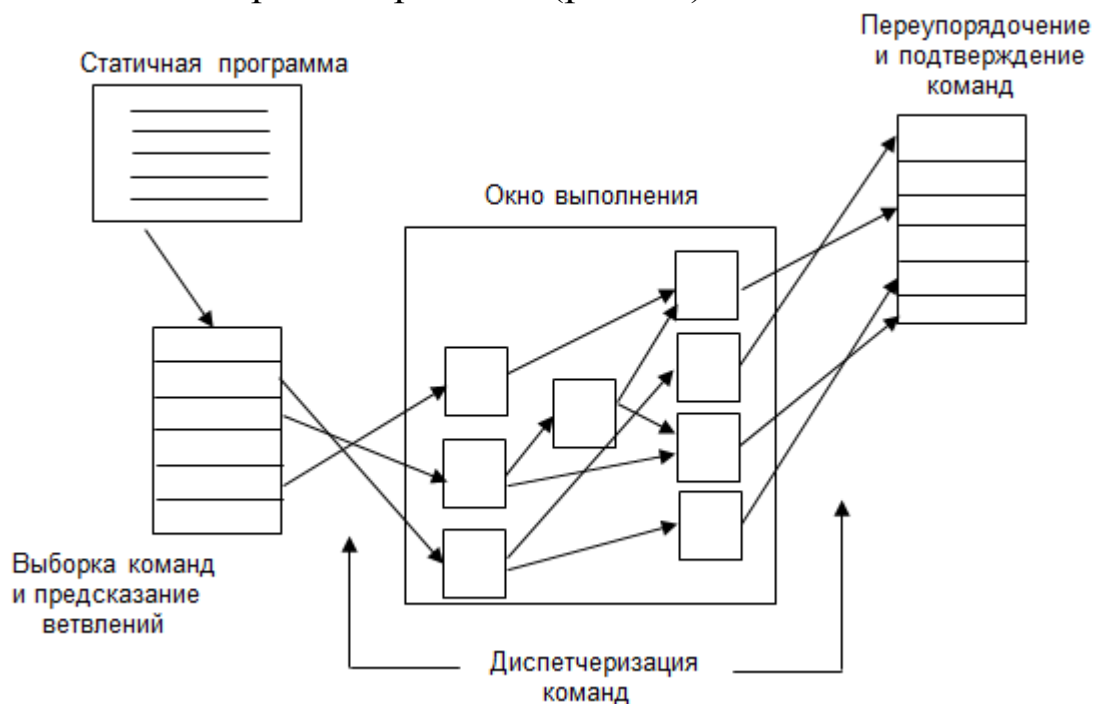 Переупорядочение
и подтверждение
команд
Статичная программа
Окно выполнения
Выборка команд
и предсказание
ветвлений
Диспетчеризация
команд